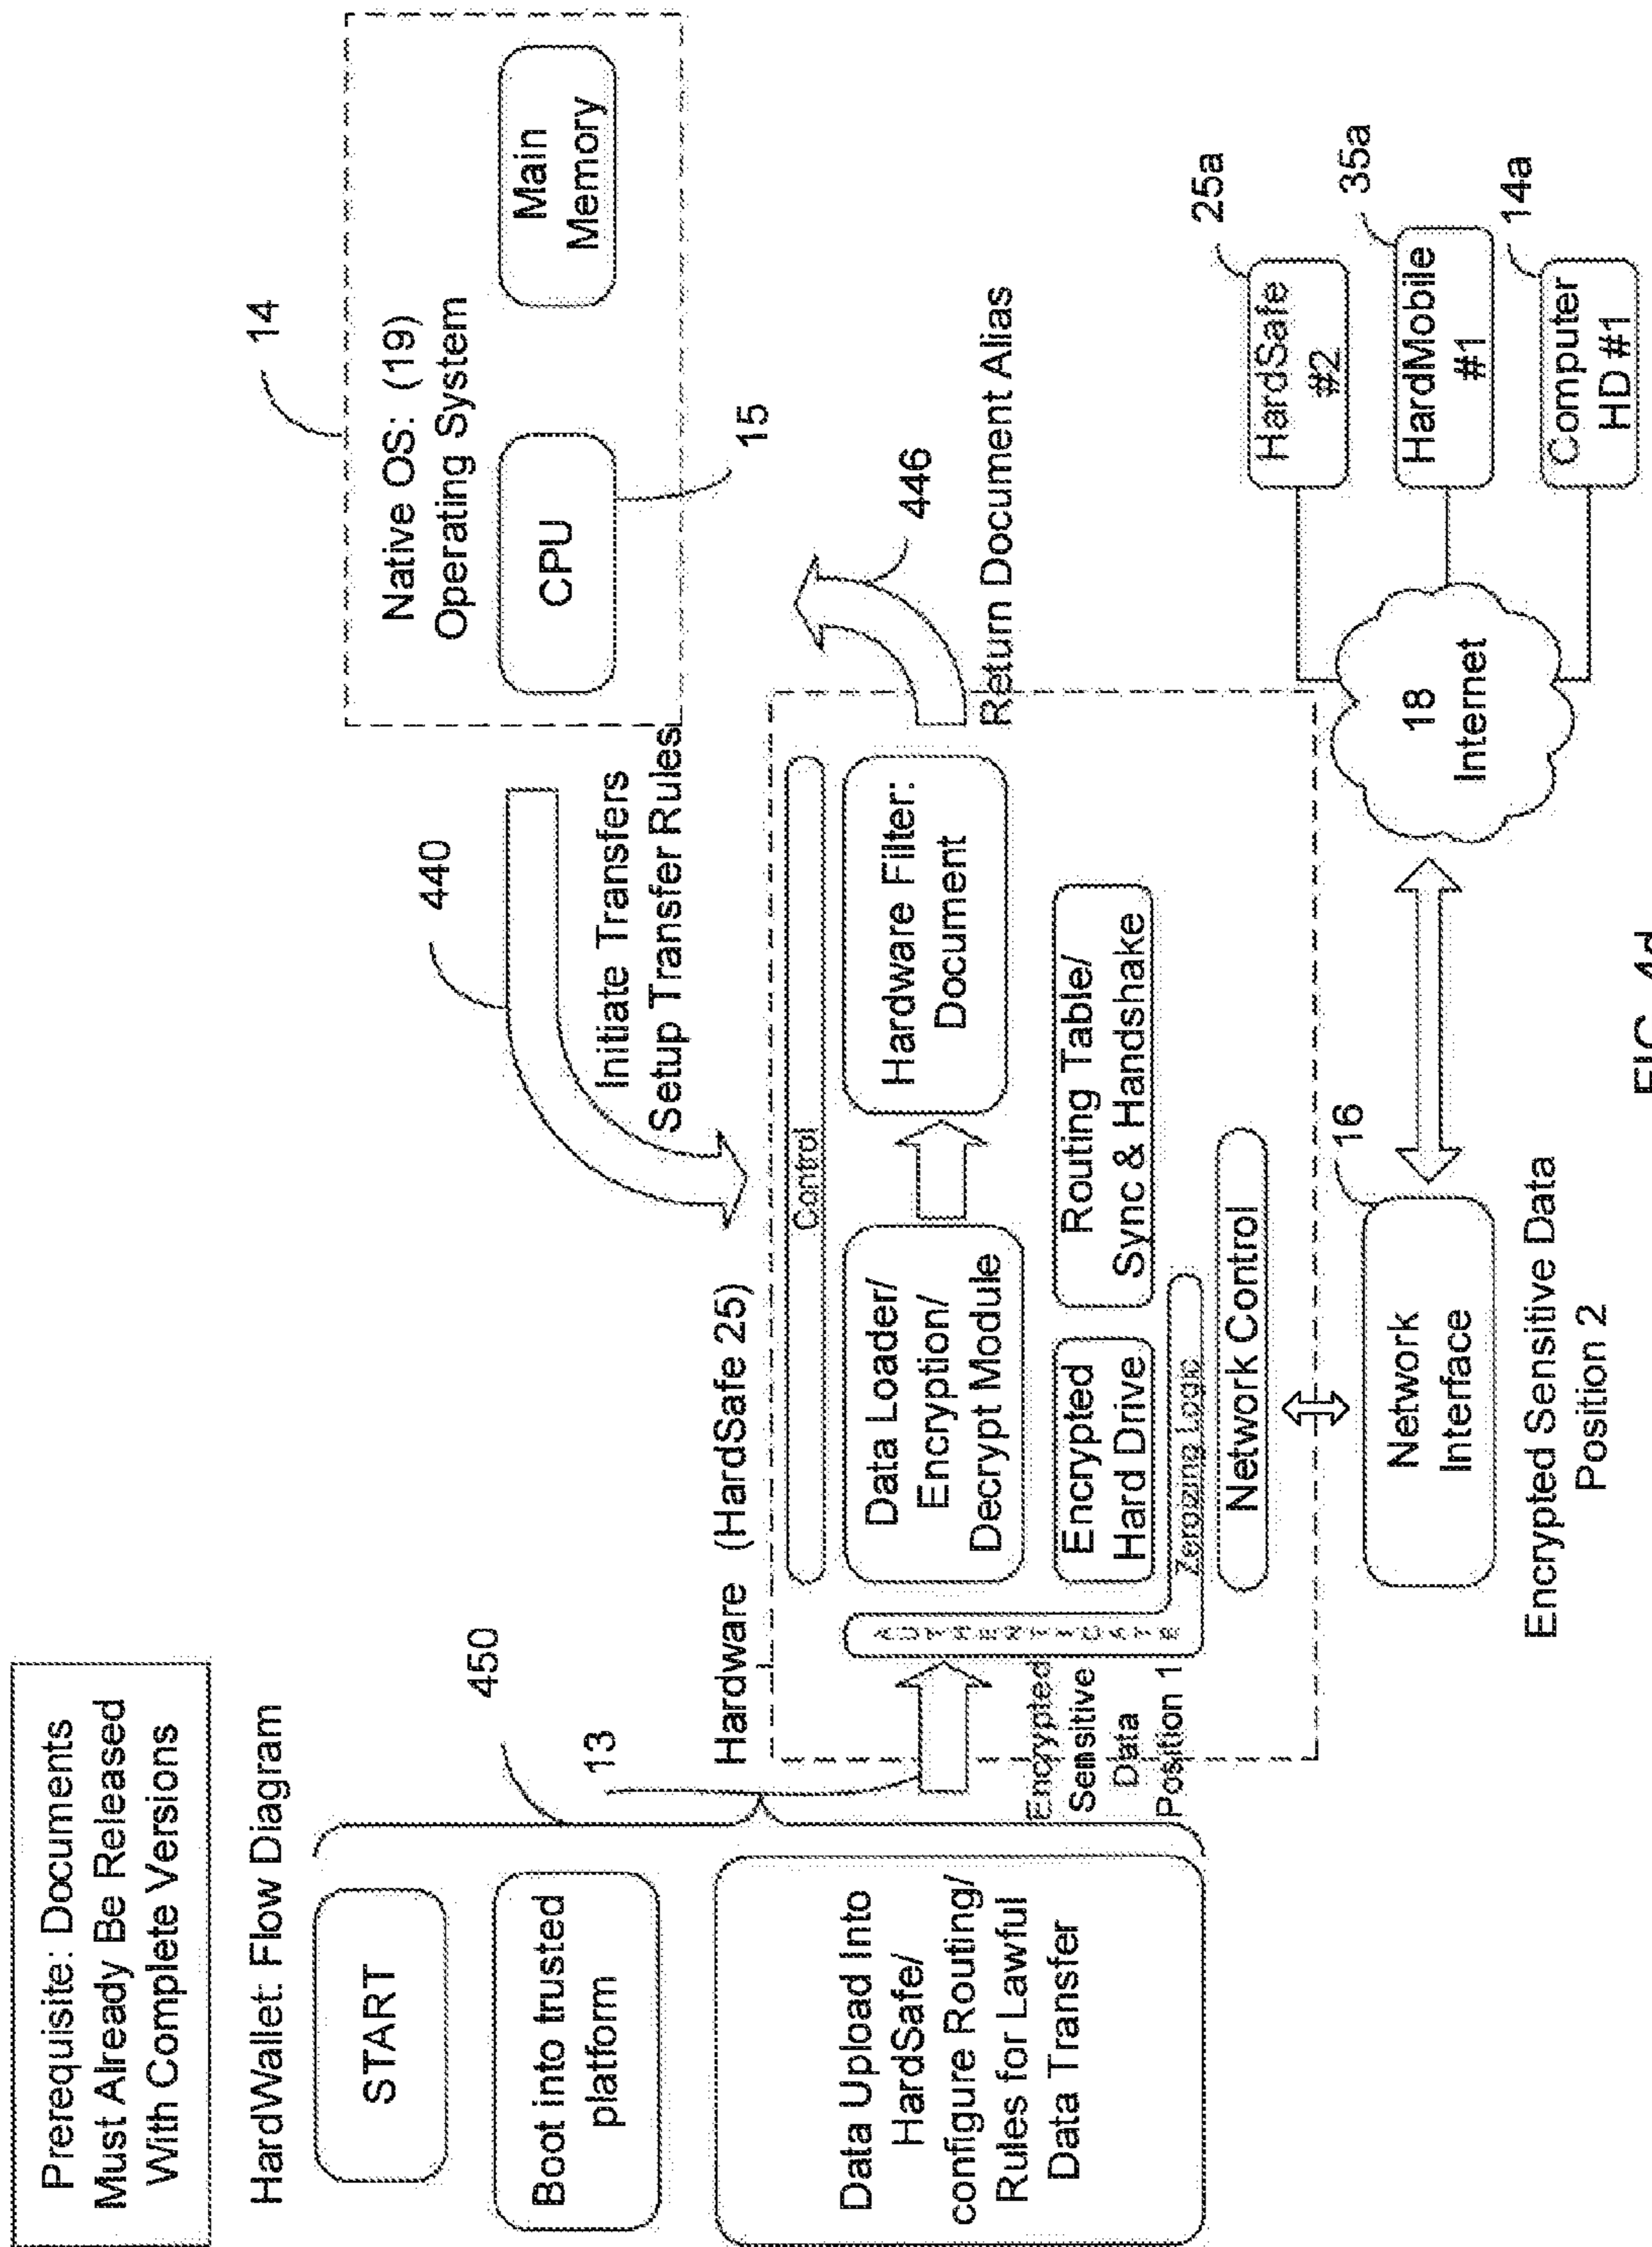 Prerequisite: Documents
Must Already Be Released
With Complete Versions
HardWallet: Flow Diagram
START
Boot into trusted
platform
Data Upload Into
HardSafe/
configure Routing/
Rules for Lawful
Data Transfer
450
13
Hardware (HardSafe 25)
Encrypted
Sensitive
Data
Position 1
AUTHENTICATE
Zeroizing Logic
Control
Data Loader/
Encryption/
Decrypt Module
Hardware Filter:
Document
Encrypted
Hard Drive
Routing Table/
Sync & Handshake
Network Control
440
Initiate Transfers
Setup Transfer Rules
14
Native OS: (19)
Operating System
CPU
Main
Memory
15
446
Return Document Alias
16
Network
Interface
Encrypted Sensitive Data
Position 2
18
Internet
HardSafe
#2
25a
HardMobile
#1
35a
Computer
HD #1
14a
FIG. 4d